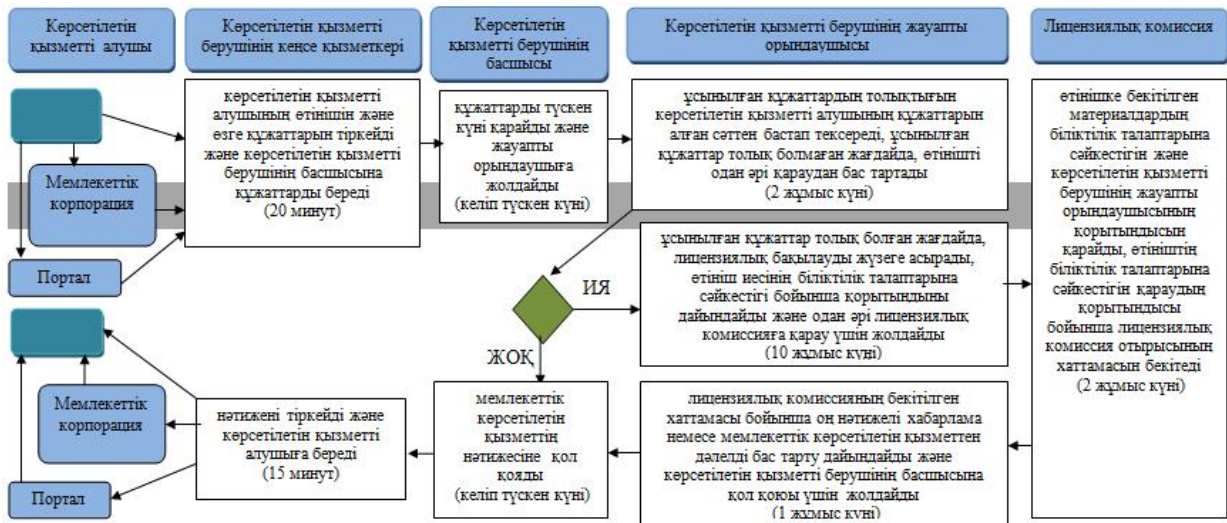 Көрсетілетін
қызметті алушы
Көрсетілетін қызметті
берушінің кеңсе қызметкері
Көрсетілетін
қызметті берушінің
басшысы
Көрсетілетін қызметті берушінің жауапты
орындаушысы
Лицензиялық комиссия
Мемлекеттік
корпорация
Портал
көрсетілетін қызметті
алушының өтінішін және
өзге құжаттарын тіркейді
және көрсетілетін қызметті
берушінің басшысына
құжаттарды береді
(20 минут)
құжаттарды түскен
күні қарайды және
жауапты
орындаушыға
жолдайды
(келіп түскен күні)
ұсынылған құжаттардың толықтығын
көрсетілетін қызметті алушының құжаттарын
алған сәттен бастап тексереді, ұсынылған
құжаттар толық болмаған жағдайда, өтінішті
одан әрі қараудан бас тартады
(2 жұмыс күні)
ИЯ
ЖОҚ
ұсынылған құжаттар толық болған жағдайда,
лицензиялық бақылауды жүзеге асырады,
өтініш иесінің біліктілік талаптарына
сәйкестігі бойынша қорытындыны
дайындайды және одан әрі лицензиялық
комиссияға қарау үшін жолдайды
(10 жұмыс күні)
өтінішке бекітілген
материалдардың
біліктілік талаптарына
сәйкестігін және
көрсетілетін қызметті
берушінің жауапты
орындаушысының
қорытындысын
қарайды, өтініштің
біліктілік талаптарына
сәйкестігін қараудың
қорытындысы
бойынша лицензиялық
комиссия отырысының
хаттамасын бекітеді
(2 жұмыс күні)
лицензиялық комиссияның бекітілген
хаттамасы бойынша оң нәтижелі хабарлама
немесе мемлекеттік көрсетілетін қызметтен
дәлелді бас тарту дайындайды және
көрсетілетін қызметті берушінің басшысына
қол қоюы үшін жолдайды
(1 жұмыс күні)
мемлекеттік
көрсетілетін
қызметтің
нәтижесіне қол
қояды
(келіп түскен күні)
нәтижені тіркейді және
көрсетілетін қызметті
алушыға береді
(15 минут)
Мемлекеттік
корпорация
Портал